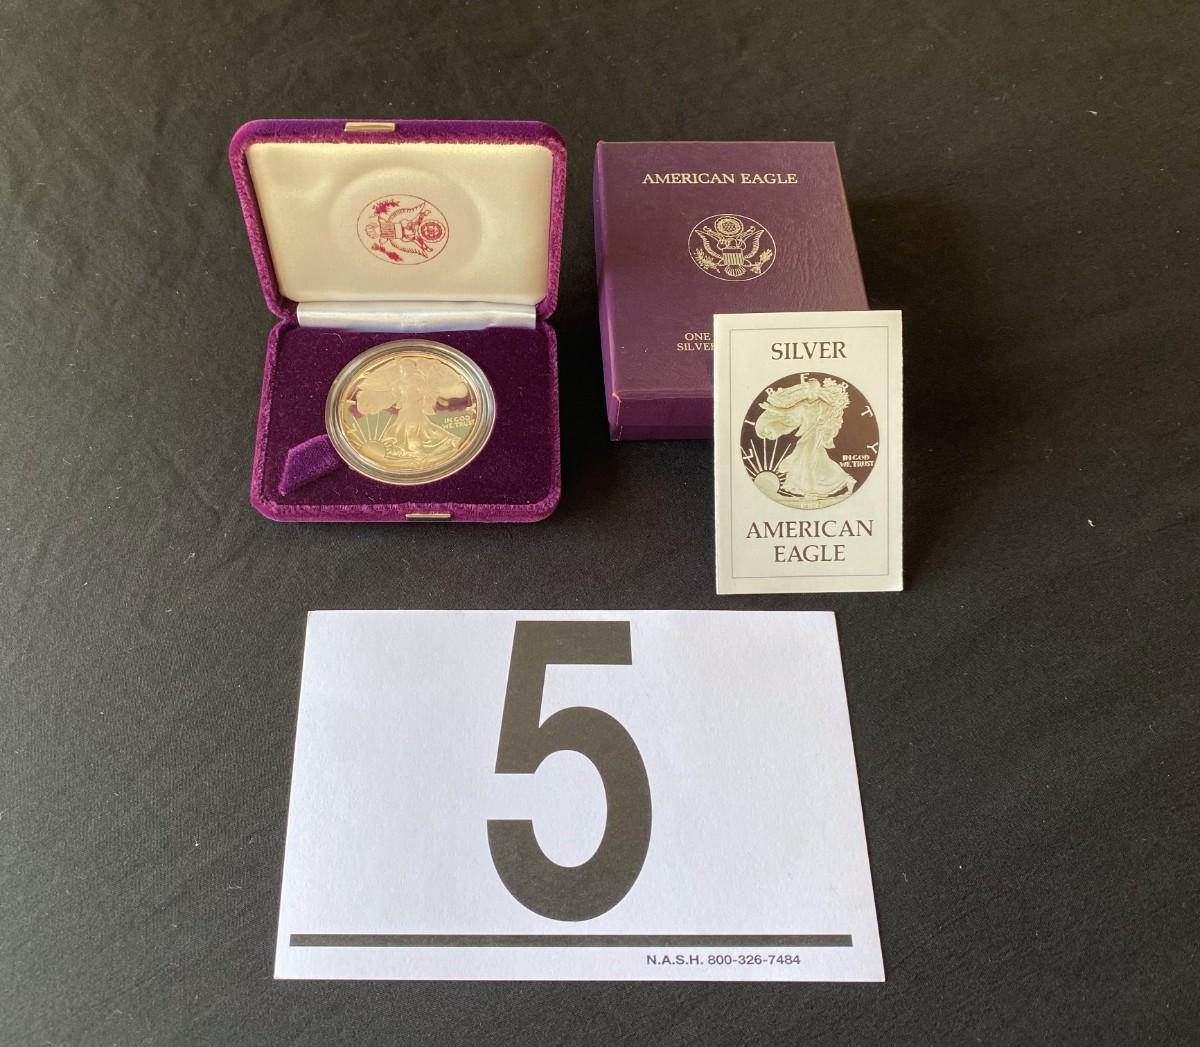 IN GOD
WE TRUST
AMERICAN EAGLE
ONE
SILVER
SILVER
LIBERTY
IN GOD
WE TRUST
AMERICAN
EAGLE
5
N.A.S.H. 800-326-7484